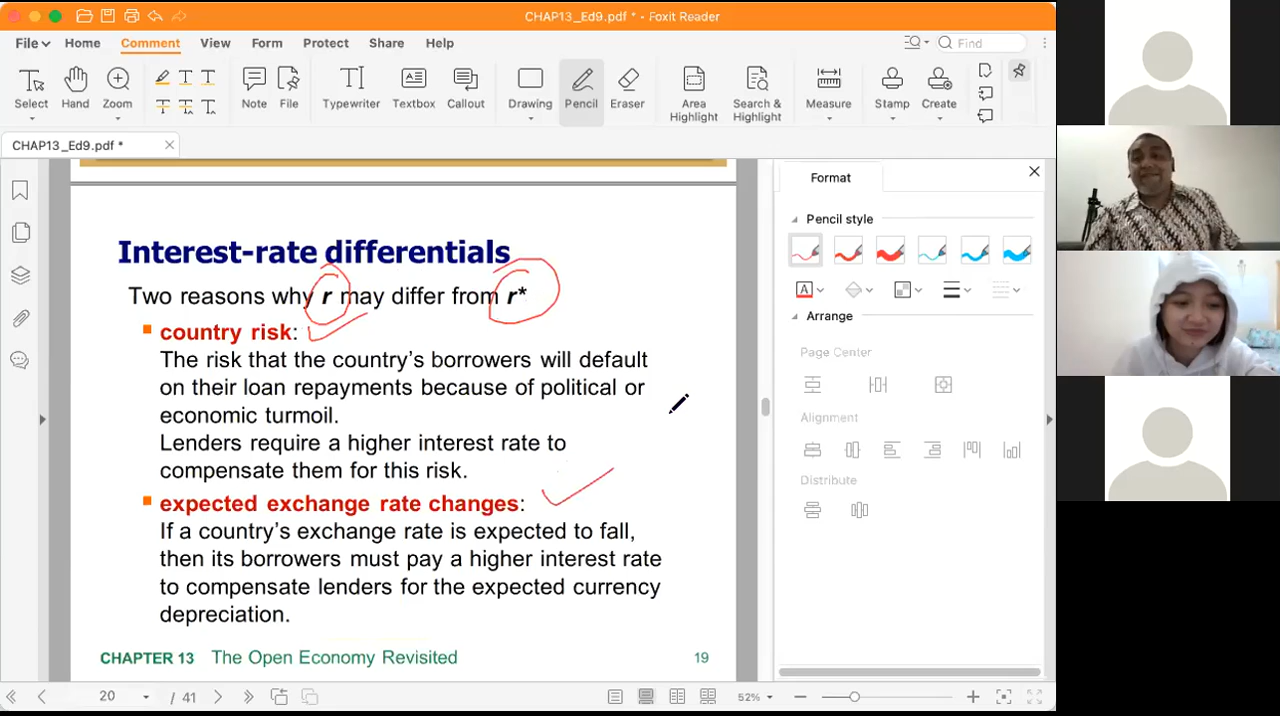 CHAP13_Ed9.pdf * - Foxit Reader
File Home Comment View Form Protect Share Help
Find
Select Hand Zoom Note File Typewriter Textbox Callout Drawing Pencil Eraser Area Highlight Search & Highlight Measure Stamp Create
CHAP13_Ed9.pdf *
Format
Pencil style
Arrange
Page Center
Alignment
Distribute
Interest-rate differentials
Two reasons why r may differ from r*
country risk:
The risk that the country's borrowers will default
on their loan repayments because of political or
economic turmoil.
Lenders require a higher interest rate to
compensate them for this risk.
expected exchange rate changes:
If a country's exchange rate is expected to fall,
then its borrowers must pay a higher interest rate
to compensate lenders for the expected currency
depreciation.
CHAPTER 13 The Open Economy Revisited 19
20 / 41 52%